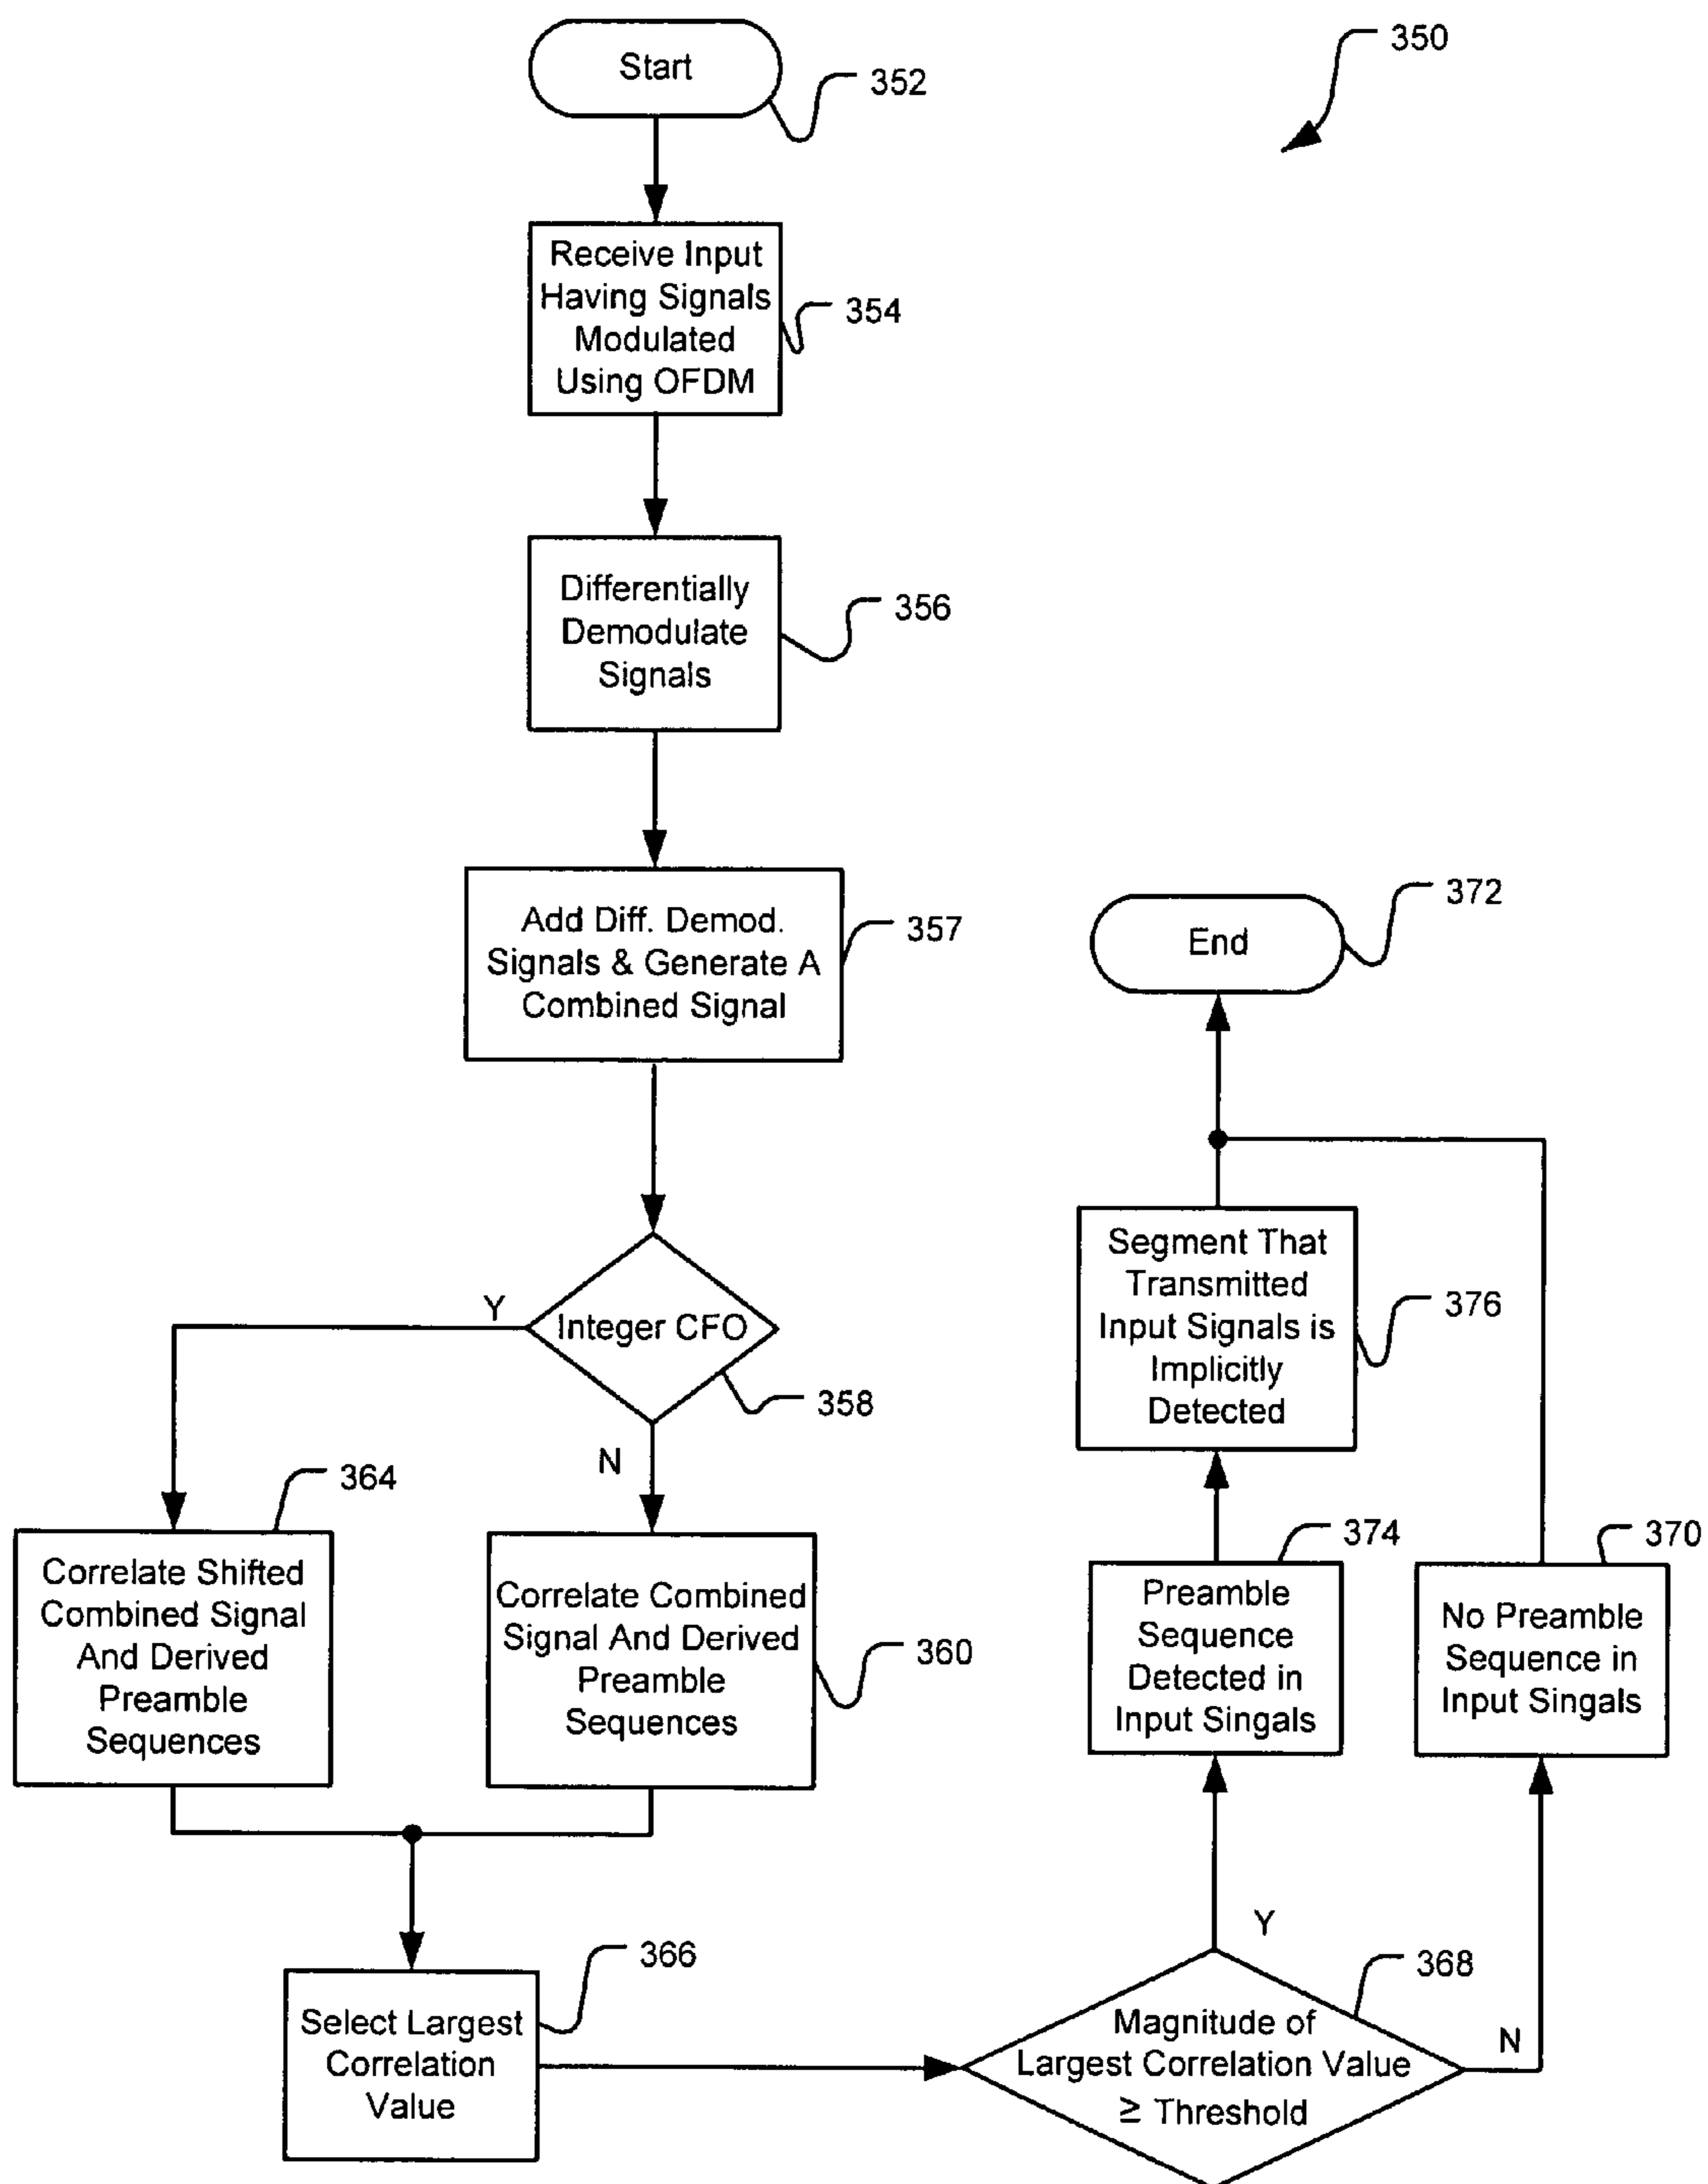 Start
352
350
Receive Input
Having Signals
Modulated
Using OFDM
354
Differentially
Demodulate
Signals
356
Add Diff. Demod.
Signals & Generate A
Combined Signal
357
Integer CFO
358
Y
N
Correlate Shifted
Combined Signal
And Derived
Preamble
Sequences
364
Correlate Combined
Signal And Derived
Preamble
Sequences
360
Select Largest
Correlation
Value
366
Magnitude of
Largest Correlation Value
≥ Threshold
368
Y
N
Preamble
Sequence
Detected in
Input Singals
374
No Preamble
Sequence in
Input Singals
370
Segment That
Transmitted
Input Signals is
Implicitly
Detected
376
End
372